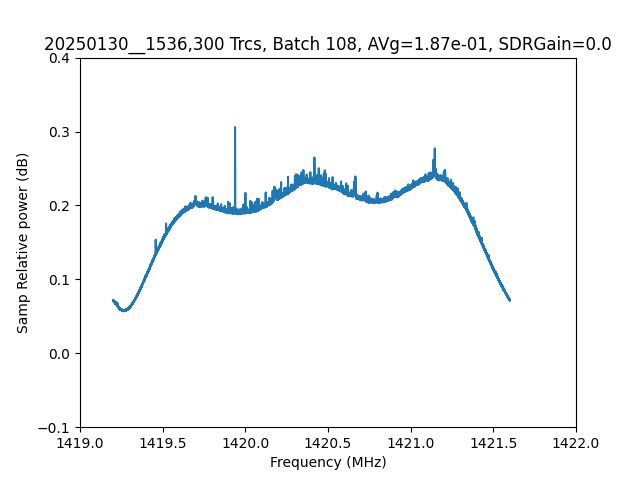 20250130__1536,300 Trcs, Batch 108, AVg=1.87e-01, SDRGain=0.0
0.4
0.3
0.2
0.1
0.0
−0.1
Samp Relative power (dB)
1419.0 1419.5 1420.0 1420.5 1421.0 1421.5 1422.0
Frequency (MHz)